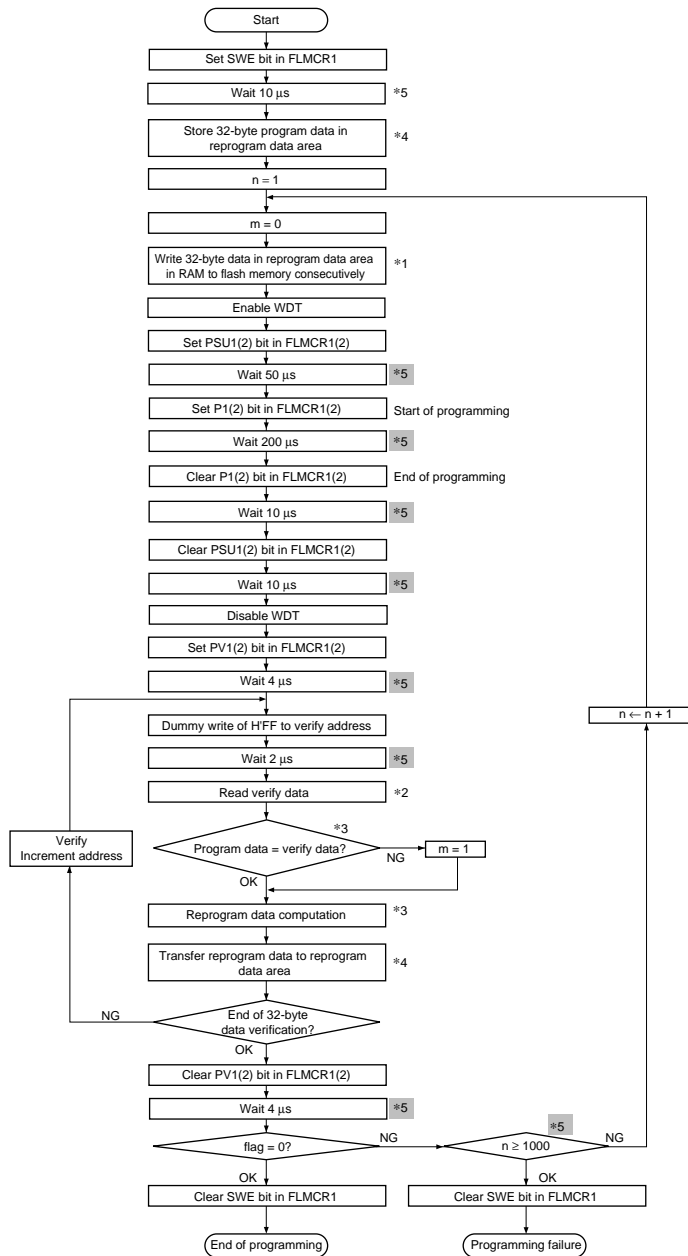 Start
Set SWE bit in FLMCR1
Wait 10 μs
*5
Store 32-byte program data in
reprogram data area
*4
n = 1
m = 0
Write 32-byte data in reprogram data area
in RAM to flash memory consecutively
*1
Enable WDT
Set PSU1(2) bit in FLMCR1(2)
Wait 50 μs
*5
Set P1(2) bit in FLMCR1(2)
Start of programming
Wait 200 μs
*5
Clear P1(2) bit in FLMCR1(2)
End of programming
Wait 10 μs
*5
Clear PSU1(2) bit in FLMCR1(2)
Wait 10 μs
*5
Disable WDT
Set PV1(2) bit in FLMCR1(2)
Wait 4 μs
*5
n ← n + 1
Dummy write of H'FF to verify address
Wait 2 μs
*5
Read verify data
*2
*3
Program data = verify data?
NG
m = 1
OK
Verify
Increment address
Reprogram data computation
*3
Transfer reprogram data to reprogram
data area
*4
End of 32-byte
data verification?
NG
OK
Clear PV1(2) bit in FLMCR1(2)
Wait 4 μs
*5
flag = 0?
NG
*5
n ≥ 1000
NG
OK
OK
Clear SWE bit in FLMCR1
Clear SWE bit in FLMCR1
End of programming
Programming failure